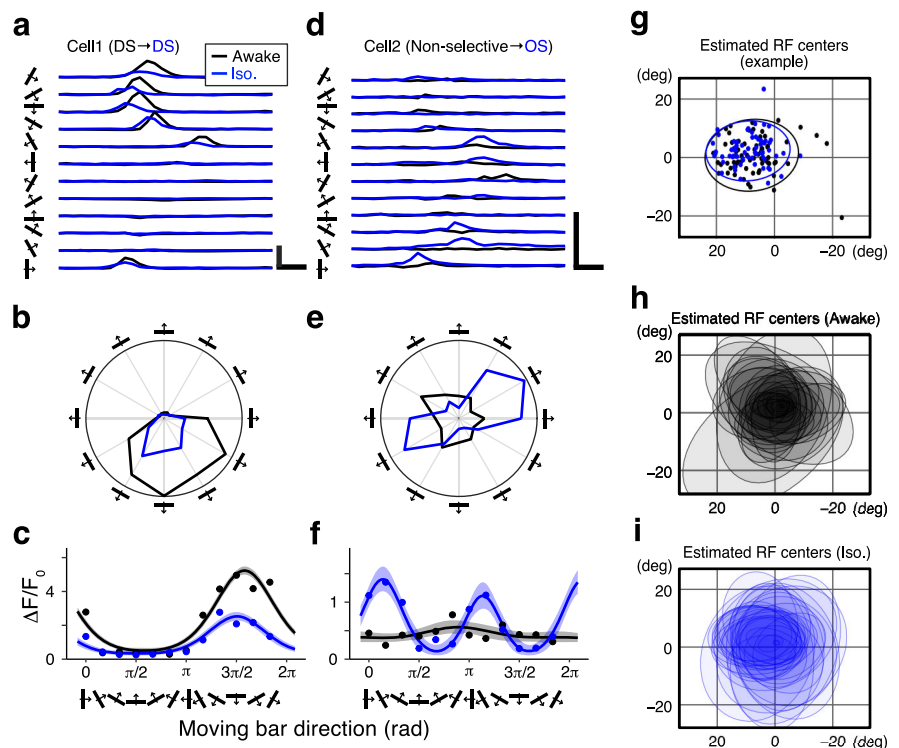 a
Cell1 (DS→DS)
Awake
Iso.
d
Cell2 (Non-selective→OS)
b
e
c
ΔF/F0
4
2
0
0
π/2
π
3π/2
2π
f
1
0
0
π/2
π
3π/2
2π
Moving bar direction (rad)
g
Estimated RF centers
(example)
(deg)
20
0
-20
20
0
-20
(deg)
h
Estimated RF centers (Awake)
(deg)
20
0
-20
20
0
-20
(deg)
i
Estimated RF centers (Iso.)
(deg)
20
0
-20
20
0
-20
(deg)